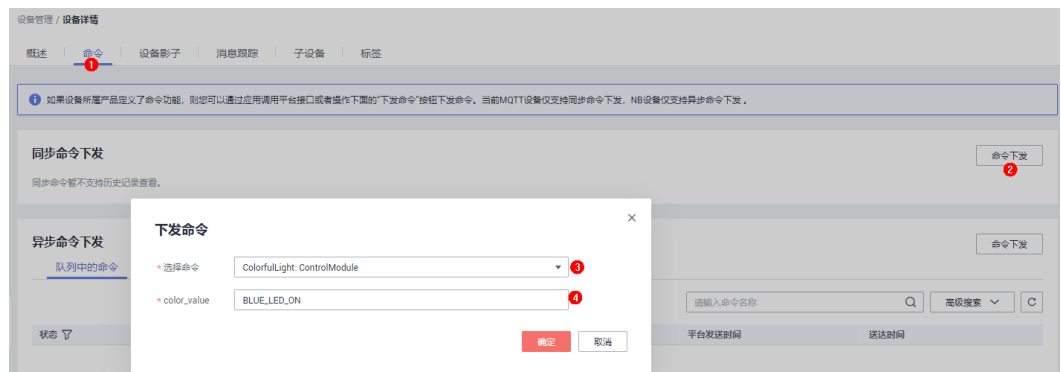 设备管理 / 设备详情
概述 命令 设备影子 消息跟踪 子设备 标签
1
如果设备所属产品定义了命令功能，则您可以通过应用调用平台接口或者操作下面的“下发命令”按钮下发命令。当前MQTT设备仅支持同步命令下发，NB设备仅支持异步命令下发。
同步命令下发 命令下发
2
同步命令暂不支持历史记录查看。
下发命令
异步命令下发 命令下发
队列中的命令
* 选择命令 ColorfulLight: ControlModule 3
* color_value BLUE_LED_ON 4
请输入命令名称 高级搜索
状态 平台发送时间 送达时间
确定 取消